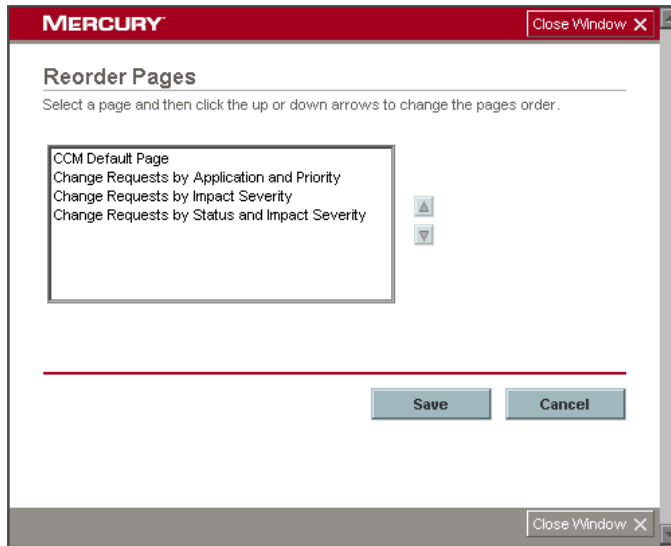 MERCURY
Close Window X
Reorder Pages
Select a page and then click the up or down arrows to change the pages order.
CCM Default Page
Change Requests by Application and Priority
Change Requests by Impact Severity
Change Requests by Status and Impact Severity
Save
Cancel
Close Window X